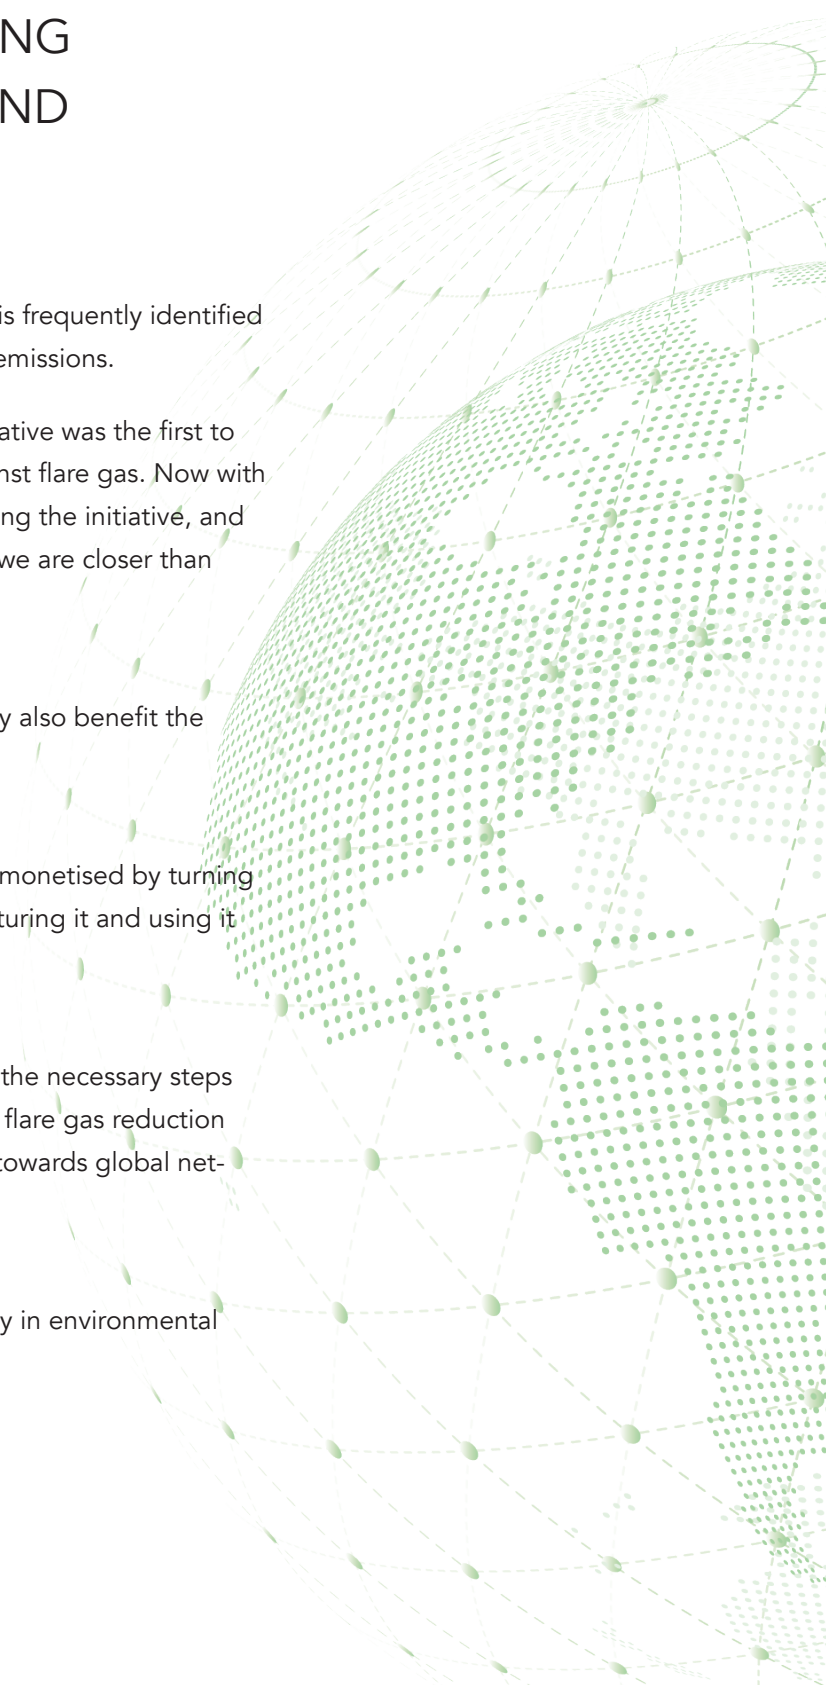 NG
ND
is frequently identified
emissions.
ative was the first to
nst flare gas. Now with
ng the initiative, and
we are closer than
y also benefit the
monetised by turning
turing it and using it
the necessary steps
flare gas reduction
towards global net-
y in environmental